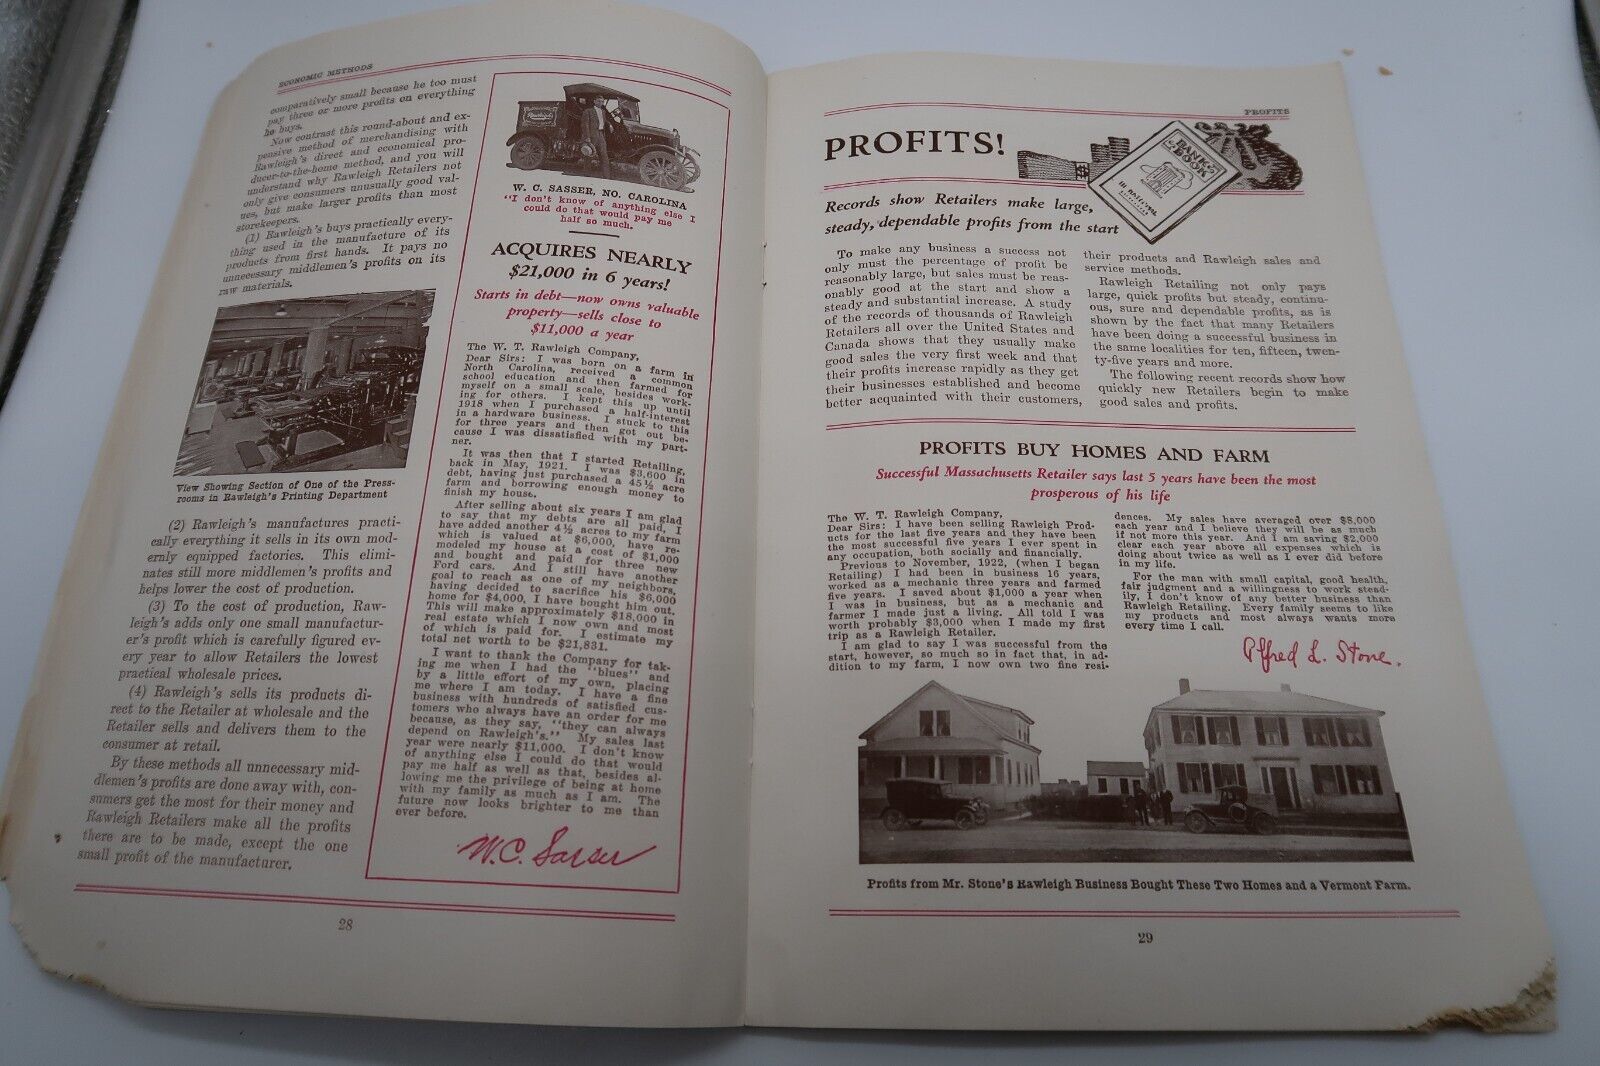 ECONOMIC METHODS
comparatively small because he too must
pay three or more profits on everything
he buys.
Now contrast this round-about and ex-
pensive method of merchandising with
Rawleigh's direct and economical pro-
ducer-to-the-home method, and you will
understand why Rawleigh Retailers not
only give consumers unusually good val-
ues, but make larger profits than most
storekeepers.
(1) Rawleigh's buys practically every-
thing used in the manufacture of its
products from first hands. It pays no
unnecessary middlemen's profits on its
raw materials.
View Showing Section of One of the Press-
rooms in Rawleigh's Printing Department
(2) Rawleigh's manufactures practi-
cally everything it sells in its own mod-
ernly equipped factories. This elimi-
nates still more middlemen's profits and
helps lower the cost of production.
(3) To the cost of production, Raw-
leigh's adds only one small manufactur-
er's profit which is carefully figured ev-
ery year to allow Retailers the lowest
practical wholesale prices.
(4) Rawleigh's sells its products di-
rect to the Retailer at wholesale and the
Retailer sells and delivers them to the
consumer at retail.
By these methods all unnecessary mid-
dlemen's profits are done away with, con-
sumers get the most for their money and
Rawleigh Retailers make all the profits
there are to be made, except the one
small profit of the manufacturer.
28
Rawleigh's
W. C. SASSER, NO. CAROLINA
"I don't know of anything else I
could do that would pay me
half so much.
ACQUIRES NEARLY
$21,000 in 6 years!
Starts in debt—now owns valuable
property—sells close to
$11,000 a year
The W. T. Rawleigh Company,
Dear Sirs: I was born on a farm in
North Carolina, received a common
school education and then farmed for
myself on a small scale, besides work-
ing for others. I kept this up until
1918 when I purchased a half-interest
in a hardware business. I stuck to this
for three years and then got out be-
cause I was dissatisfied with my part-
ner.
It was then that I started Retailing,
back in May, 1921. I was $3,600 in
debt, having just purchased a 45½ acre
farm and borrowing enough money to
finish my house.
After selling about six years I am glad
to say that my debts are all paid, I
have added another 4½ acres to my farm
which is valued at $6,000, have re-
modeled my house at a cost of $1,000
and bought and paid for three new
Ford cars. And I still have another
goal to reach as one of my neighbors,
having decided to sacrifice his $6,000
home for $4,000, I have bought him out.
This will make approximately $18,000 in
real estate which I now own and most
of which is paid for. I estimate my
total net worth to be $21,831.
I want to thank the Company for tak-
ing me when I had the "blues" and
by a little effort of my own, placing
me where I am today. I have a fine
business with hundreds of satisfied cus-
tomers who always have an order for me
because, as they say, "they can always
depend on Rawleigh's." My sales last
year were nearly $11,000. I don't know
of anything else I could do that would
pay me half as well as that, besides al-
lowing me the privilege of being at home
with my family as much as I am. The
future now looks brighter to me than
ever before.
W. C. Sasser
PROFITS
PROFITS!
BANK
BOOK
Records show Retailers make large,
steady, dependable profits from the start
To make any business a success not
only must the percentage of profit be
reasonably large, but sales must be reas-
onably good at the start and show a
steady and substantial increase. A study
of the records of thousands of Rawleigh
Retailers all over the United States and
Canada shows that they usually make
good sales the very first week and that
their profits increase rapidly as they get
their businesses established and become
better acquainted with their customers,
their products and Rawleigh sales and
service methods.
Rawleigh Retailing not only pays
large, quick profits but steady, continu-
ous, sure and dependable profits, as is
shown by the fact that many Retailers
have been doing a successful business in
the same localities for ten, fifteen, twen-
ty-five years and more.
The following recent records show how
quickly new Retailers begin to make
good sales and profits.
PROFITS BUY HOMES AND FARM
Successful Massachusetts Retailer says last 5 years have been the most
prosperous of his life
The W. T. Rawleigh Company,
Dear Sirs: I have been selling Rawleigh Prod-
ucts for the last five years and they have been
the most successful five years I ever spent in
any occupation, both socially and financially.
Previous to November, 1922, (when I began
Retailing) I had been in business 16 years,
worked as a mechanic three years and farmed
five years. I saved about $1,000 a year when
I was in business, but as a mechanic and
farmer I made just a living. All told I was
worth probably $3,000 when I made my first
trip as a Rawleigh Retailer.
I am glad to say I was successful from the
start, however, so much so in fact that, in ad-
dition to my farm, I now own two fine resi-
dences. My sales have averaged over $8,000
each year and I believe they will be as much
if not more this year. And I am saving $2,000
clear each year above all expenses which is
doing about twice as well as I ever did before
in my life.
For the man with small capital, good health,
fair judgment and a willingness to work stead-
ily, I don't know of any better business than
Rawleigh Retailing. Every family seems to like
my products and most always wants more
every time I call.
Alfred L. Stone.
Profits from Mr. Stone's Rawleigh Business Bought These Two Homes and a Vermont Farm.
29